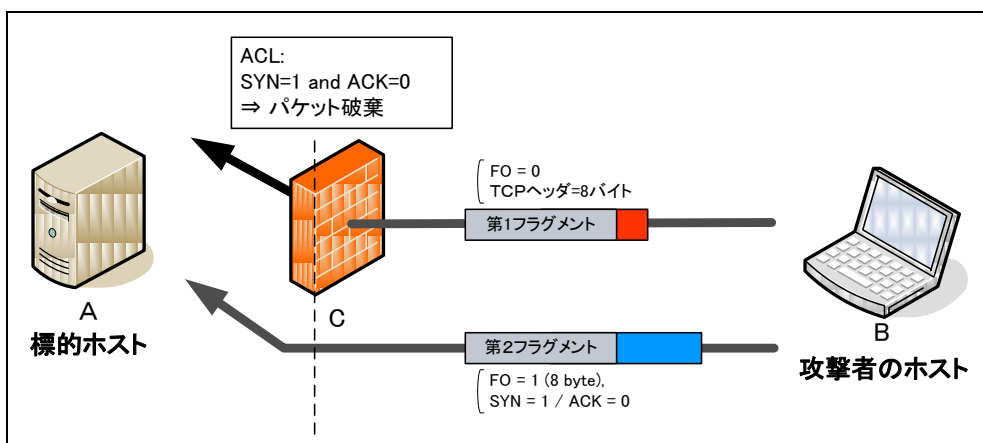 ACL:
SYN=1 and ACK=0
⇒ パケット破棄
FO = 0
TCPヘッダ=8バイト
第1フラグメント
A
標的ホスト
C
B
攻撃者のホスト
第2フラグメント
FO = 1 (8 byte),
SYN = 1 / ACK = 0